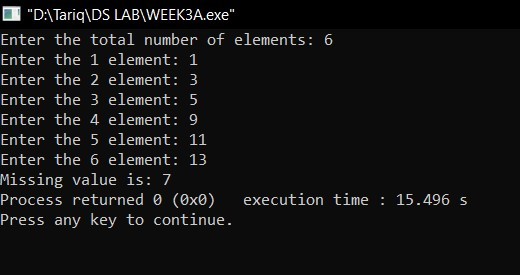 "D:\Tariq\DS LAB\WEEK3A.exe"
Enter the total number of elements: 6
Enter the 1 element: 1
Enter the 2 element: 3
Enter the 3 element: 5
Enter the 4 element: 9
Enter the 5 element: 11
Enter the 6 element: 13
Missing value is: 7
Process returned 0 (0x0)   execution time : 15.496 s
Press any key to continue.